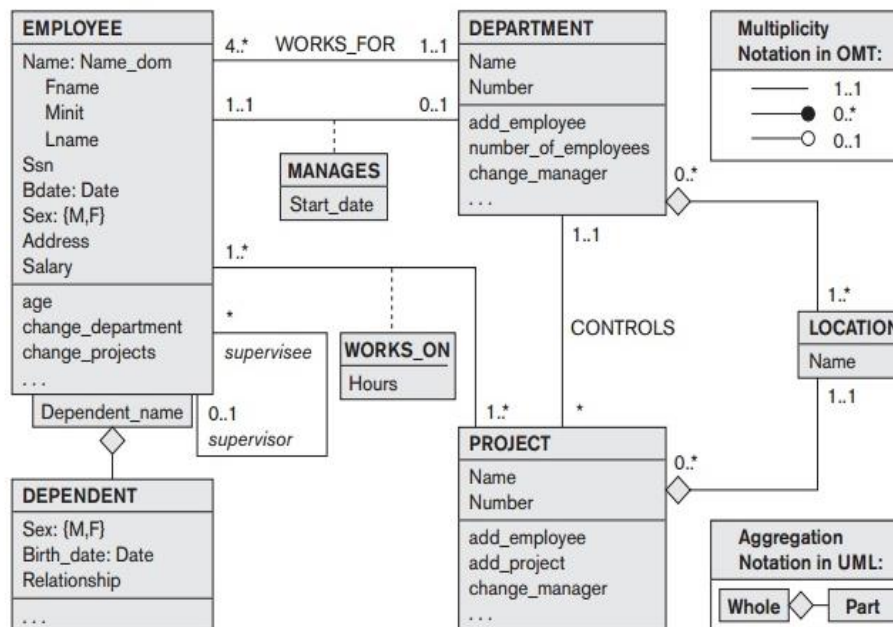 EMPLOYEE
Name: Name_dom
Fname
Minit
Lname
Ssn
Bdate: Date
Sex: {M,F}
Address
Salary
age
change_department
change_projects
. . .
Dependent_name
DEPENDENT
Sex: {M,F}
Birth_date: Date
Relationship
. . .
4..*
WORKS_FOR
1..1
1..1
0..1
MANAGES
Start_date
1..*
*
supervisee
0..1
supervisor
WORKS_ON
Hours
1..*
DEPARTMENT
Name
Number
add_employee
number_of_employees
change_manager
. . .
0..*
1..1
CONTROLS
*
PROJECT
Name
Number
add_employee
add_project
change_manager
. . .
0..*
1..*
LOCATION
Name
1..1
Multiplicity
Notation in OMT:
1..1
0..*
0..1
Aggregation
Notation in UML:
Whole
Part